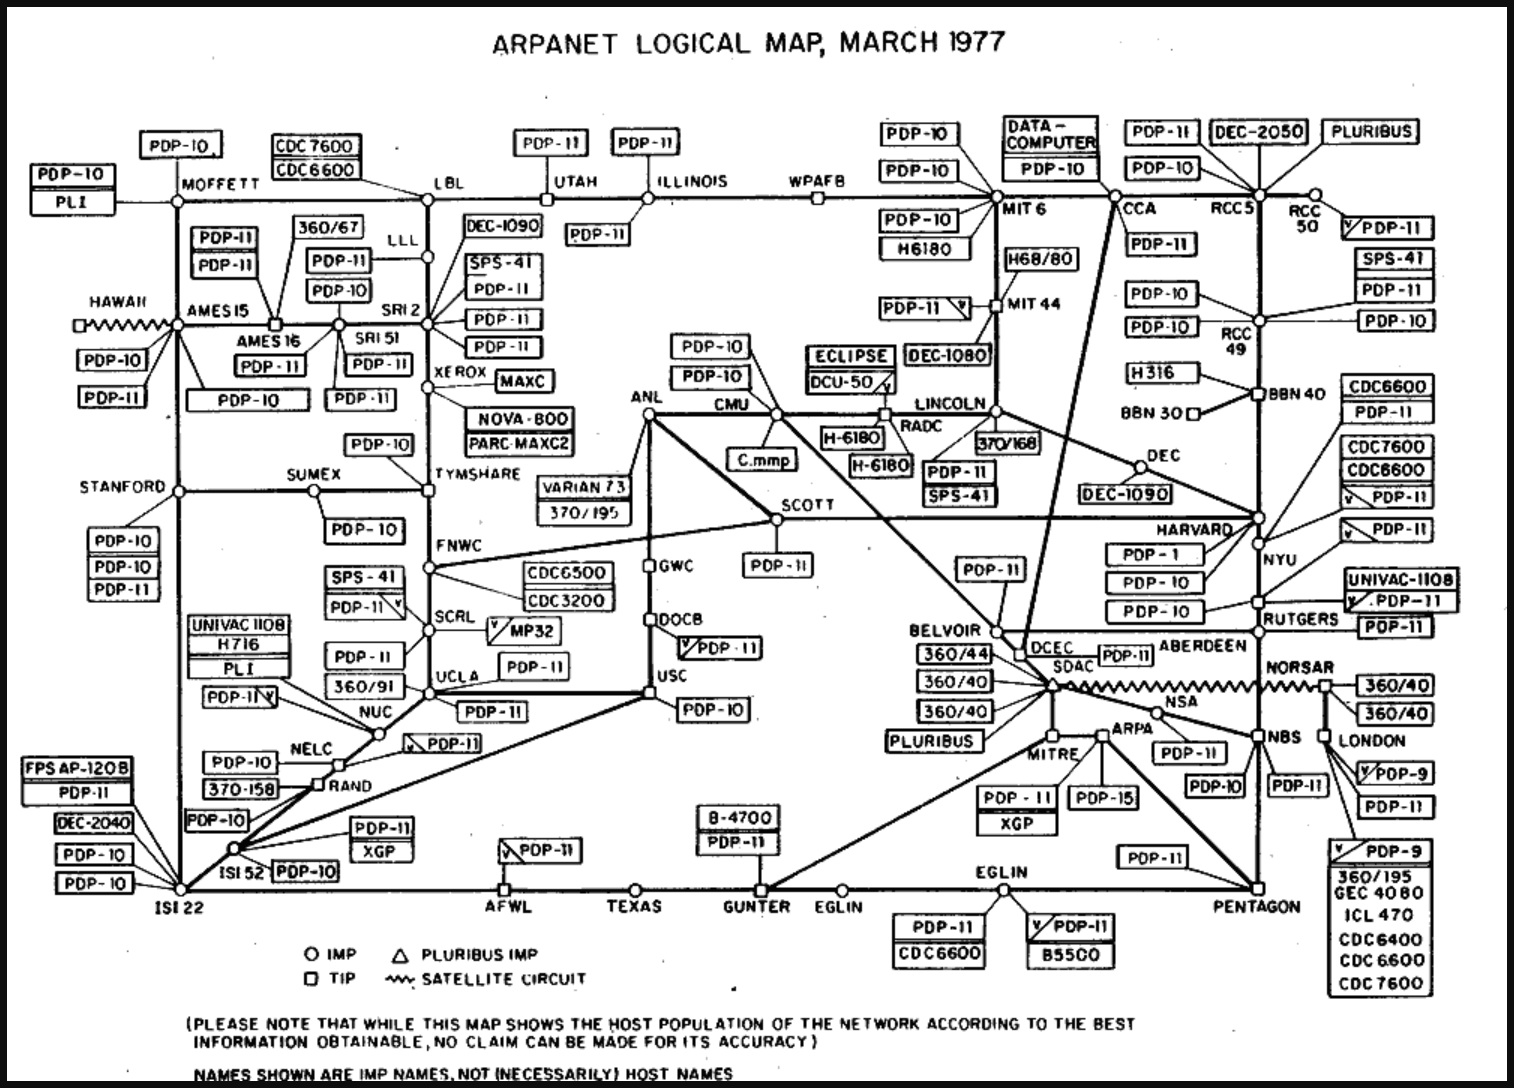 ARPANET LOGICAL MAP, MARCH 1977
PDP-10
CDC 7600
CDC 6600
PDP-11
PDP-11
PDP-10
DATA-
COMPUTER
PDP-10
PDP-11
DEC-2050
PLURIBUS
PDP-10
PLI
MOFFETT
LBL
UTAH
ILLINOIS
WPAFB
PDP-10
PDP-10
MIT 6
CCA
RCC 5
RCC
50
PDP-11
PDP-11
PDP-11
360/67
LLL
PDP-11
DEC-1090
PDP-11
PDP-10
H6180
PDP-11
V PDP-11
PDP-10
SPS-41
PDP-11
H68/80
SPS-41
PDP-11
HAWAII
AMES 15
AMES 16
SRI 51
SRI 2
PDP-11
PDP-11
PDP-11 V
MIT 44
DEC-1080
PDP-10
PDP-10
RCC
49
PDP-10
PDP-10
PDP-11
PDP-10
PDP-11
PDP-11
PDP-11
XEROX
MAXC
NOVA-800
PARC-MAXC2
PDP-10
PDP-10
ECLIPSE
DCU-50 V
H316
BBN 40
BBN 30
CDC6600
PDP-11
ANL
CMU
RADC
LINCOLN
C.mmp
H-6180
H-6180
370/168
PDP-11
SPS-41
DEC
DEC-1090
CDC7600
CDC6600
V PDP-11
V PDP-11
PDP-10
STANFORD
SUMEX
TYMSHARE
VARIAN 73
370/195
SCOTT
HARVARD
PDP-10
PDP-10
PDP-11
PDP-10
FNWC
CDC6500
CDC3200
GWC
PDP-11
PDP-1
PDP-10
NYU
PDP-11
PDP-10
UNIVAC-1108
V PDP-11
SPS-41
PDP-11 V
SCRL
V MP32
DOCB
V PDP-11
BELVOIR
RUTGERS
PDP-11
ABERDEEN
UNIVAC 1108
H716
PLI
PDP-11
360/91
UCLA
PDP-11
USC
360/44
360/40
360/40
PLURIBUS
DCEC
PDP-11
SDAC
NORSAR
360/40
360/40
PDP-11 V
NUC
PDP-11
PDP-10
NSA
PDP-11
NELC
PDP-10
V PDP-11
MITRE
ARPA
NBS
LONDON
FPS AP-120B
PDP-11
370-158
RAND
PDP-11
XGP
PDP-15
PDP-10
PDP-11
V PDP-9
PDP-11
DEC-2040
PDP-10
PDP-10
PDP-10
PDP-11
XGP
ISI 52
PDP-10
V PDP-11
B-4700
PDP-11
PDP-11
V PDP-9
360/195
GEC 4080
ICL 470
CDC6400
CDC6600
CDC7600
ISI 22
AFWL
TEXAS
GUNTER
EGLIN
EGLIN
PENTAGON
PDP-11
CDC6600
V PDP-11
B5500
IMP
PLURIBUS IMP
TIP
SATELLITE CIRCUIT
(PLEASE NOTE THAT WHILE THIS MAP SHOWS THE HOST POPULATION OF THE NETWORK ACCORDING TO THE BEST
INFORMATION OBTAINABLE, NO CLAIM CAN BE MADE FOR ITS ACCURACY)
NAMES SHOWN ARE IMP NAMES, NOT (NECESSARILY) HOST NAMES